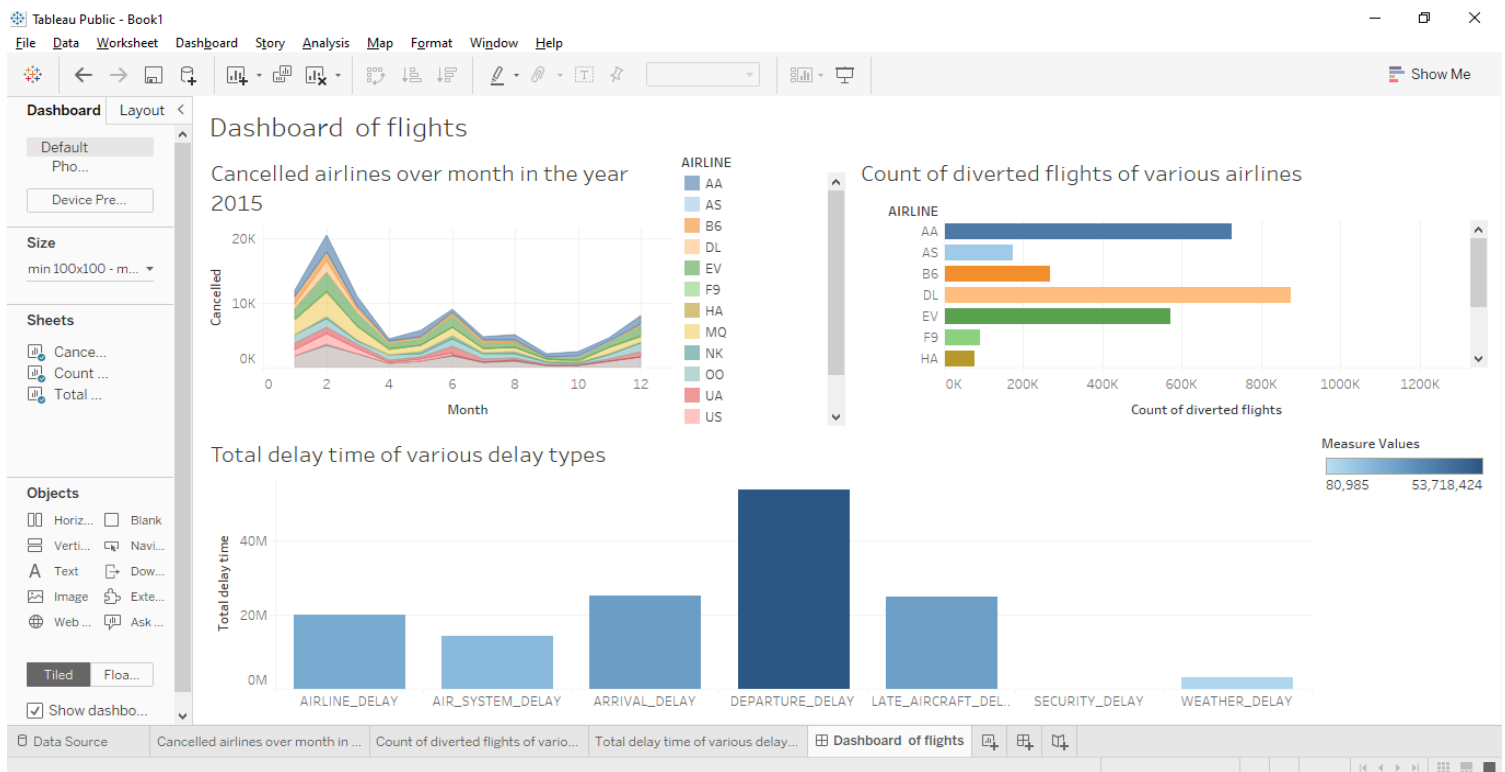 Tableau Public - Book1
File Data Worksheet Dashboard Story Analysis Map Format Window Help
Show Me
Dashboard Layout
Default
Pho...
Device Pre...
Size
min 100x100 - m...
Sheets
Cance...
Count ...
Total ...
Objects
Horiz... Blank
Verti... Navi...
Text Dow...
Image Exte...
Web ... Ask ...
Tiled Floa...
Show dashbo...
Dashboard of flights
Cancelled airlines over month in the year
2015
20K
10K
0K
Cancelled
0 2 4 6 8 10 12
Month
AIRLINE
AA
AS
B6
DL
EV
F9
HA
MQ
NK
OO
UA
US
Count of diverted flights of various airlines
AIRLINE
AA
AS
B6
DL
EV
F9
HA
0K 200K 400K 600K 800K 1000K 1200K
Count of diverted flights
Total delay time of various delay types
Total delay time
40M
20M
0M
AIRLINE_DELAY AIR_SYSTEM_DELAY ARRIVAL_DELAY DEPARTURE_DELAY LATE_AIRCRAFT_DEL.. SECURITY_DELAY WEATHER_DELAY
Measure Values
80,985 53,718,424
Data Source Cancelled airlines over month in ... Count of diverted flights of vario... Total delay time of various delay... Dashboard of flights